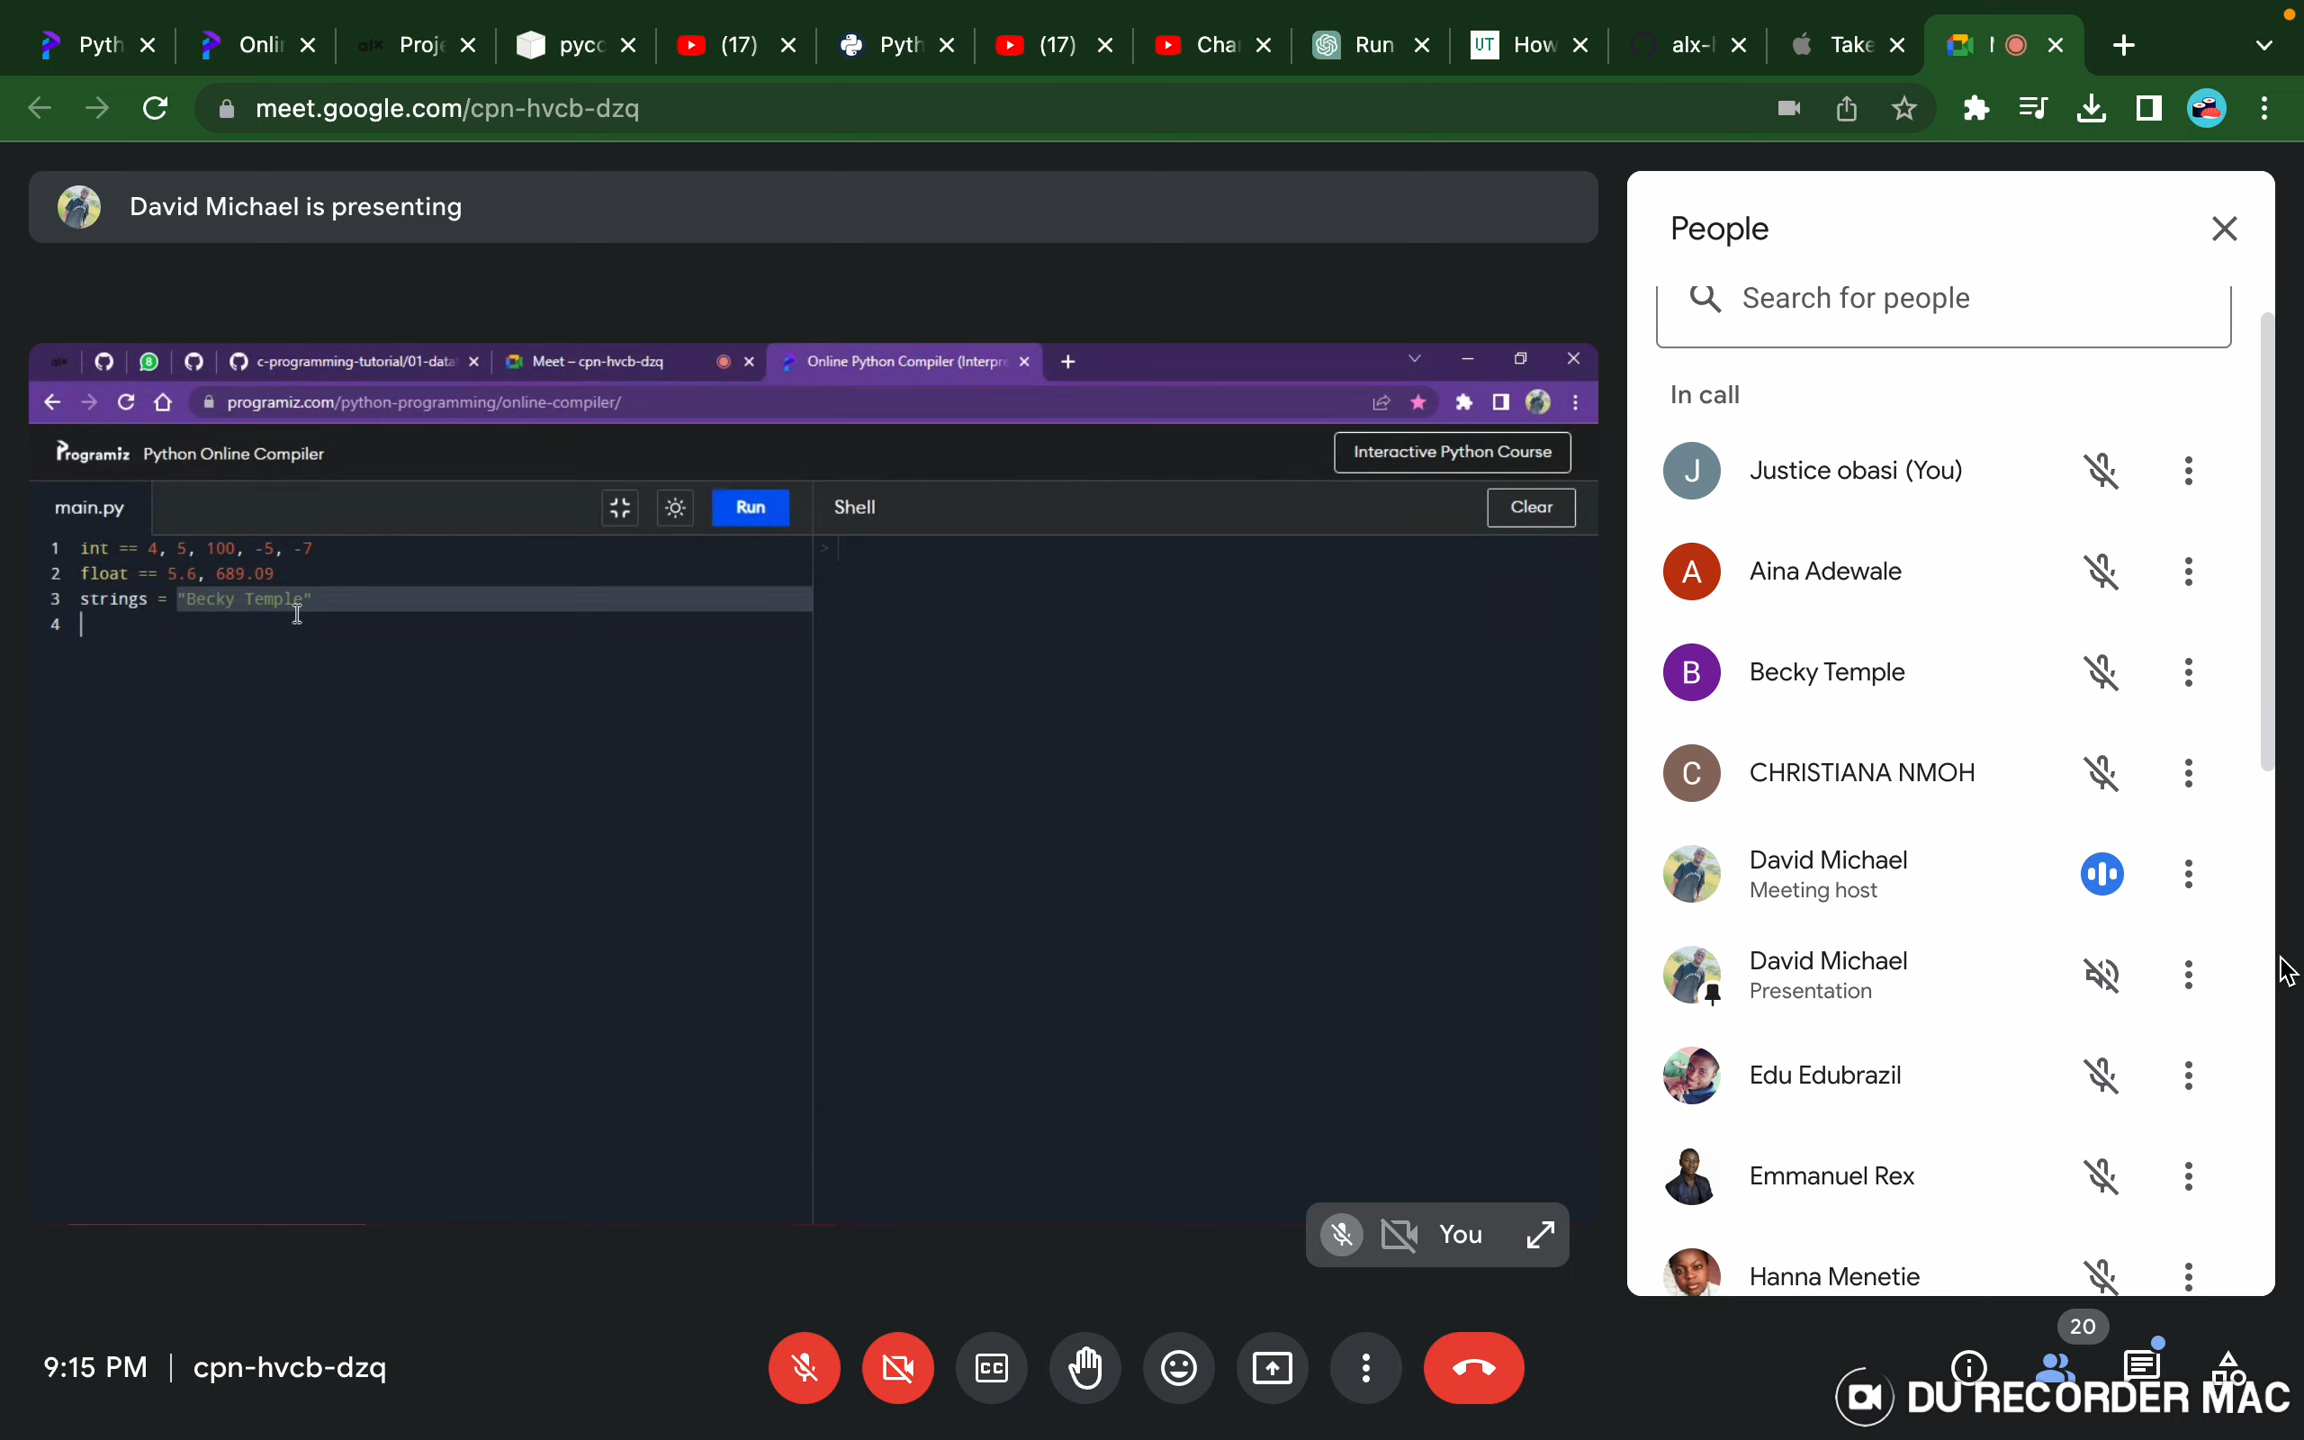 Pyth
Onli
alx
Proje
pyco
(17)
Pyth
(17)
Cha
Run
UT
How
alx-
Take
meet.google.com/cpn-hvcb-dzq
David Michael is presenting
c-programming-tutorial/01-data
Meet – cpn-hvcb-dzq
Online Python Compiler (Interpre
programiz.com/python-programming/online-compiler/
Programiz Python Online Compiler
Interactive Python Course
main.py
Run
Shell
Clear
1 int == 4, 5, 100, -5, -7
2 float == 5.6, 689.09
3 strings = "Becky Temple"
4
>
You
People
Search for people
In call
J
Justice obasi (You)
A
Aina Adewale
B
Becky Temple
C
CHRISTIANA NMOH
David Michael
Meeting host
David Michael
Presentation
Edu Edubrazil
Emmanuel Rex
Hanna Menetie
20
9:15 PM | cpn-hvcb-dzq
CC
DU RECORDER MAC